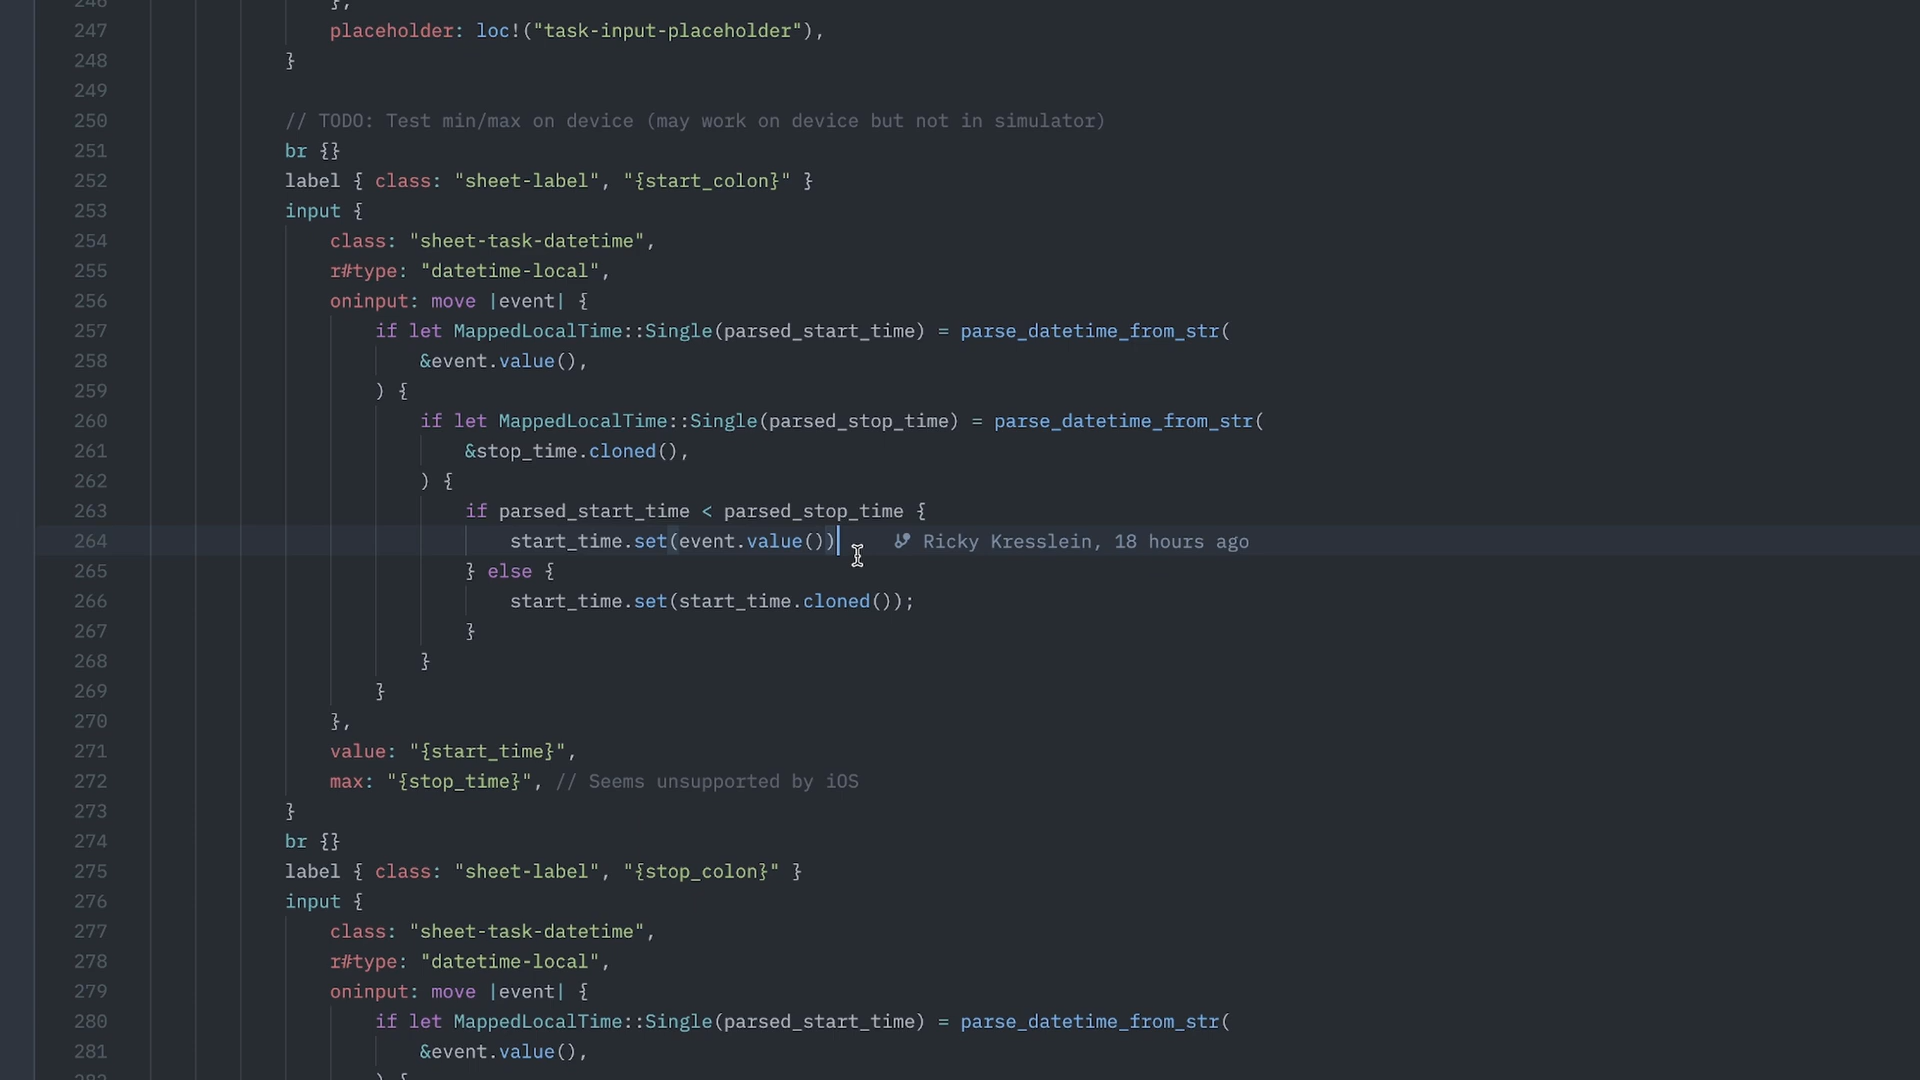 246 },
247 placeholder: loc!("task-input-placeholder"),
248 }
249
250 // TODO: Test min/max on device (may work on device but not in simulator)
251 br {}
252 label { class: "sheet-label", "{start_colon}" }
253 input {
254 class: "sheet-task-datetime",
255 r#type: "datetime-local",
256 oninput: move |event| {
257 if let MappedLocalTime::Single(parsed_start_time) = parse_datetime_from_str(
258 &event.value(),
259 ) {
260 if let MappedLocalTime::Single(parsed_stop_time) = parse_datetime_from_str(
261 &stop_time.cloned(),
262 ) {
263 if parsed_start_time < parsed_stop_time {
264 start_time.set(event.value()) Ricky Kresslein, 18 hours ago
265 } else {
266 start_time.set(start_time.cloned());
267 }
268 }
269 }
270 },
271 value: "{start_time}",
272 max: "{stop_time}", // Seems unsupported by iOS
273 }
274 br {}
275 label { class: "sheet-label", "{stop_colon}" }
276 input {
277 class: "sheet-task-datetime",
278 r#type: "datetime-local",
279 oninput: move |event| {
280 if let MappedLocalTime::Single(parsed_start_time) = parse_datetime_from_str(
281 &event.value(),
282 ) {